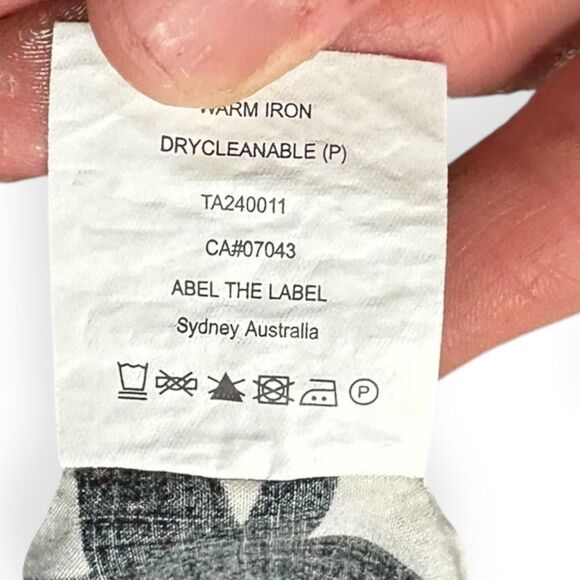 WARM IRON
DRYCLEANABLE (P)
TA240011
CA#07043
ABEL THE LABEL
Sydney Australia
P